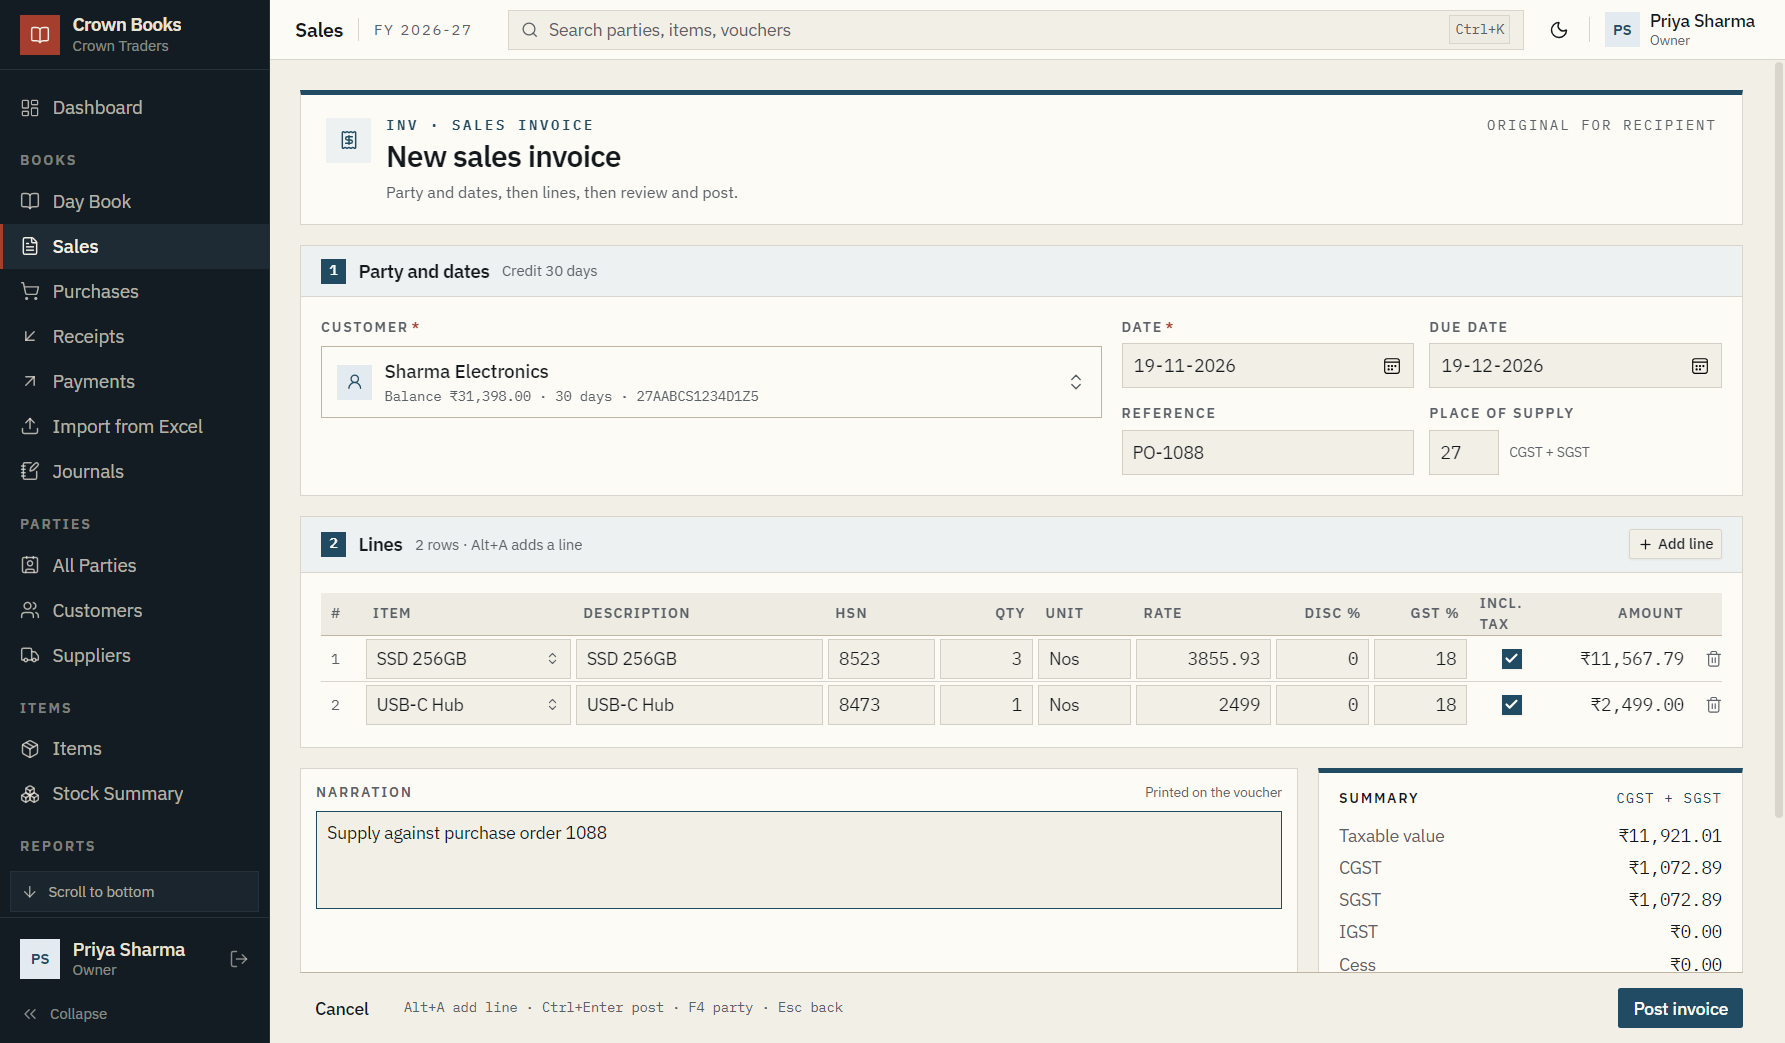 Crown Books
Crown Traders
Dashboard
BOOKS
Day Book
Sales
Purchases
Receipts
Payments
Import from Excel
Journals
PARTIES
All Parties
Customers
Suppliers
ITEMS
Items
Stock Summary
REPORTS
Scroll to bottom
PS
Priya Sharma
Owner
Collapse
Sales
FY 2026-27
Search parties, items, vouchers
Ctrl+K
PS
Priya Sharma
Owner
INV · SALES INVOICE
ORIGINAL FOR RECIPIENT
New sales invoice
Party and dates, then lines, then review and post.
1 Party and dates Credit 30 days
CUSTOMER *
Sharma Electronics
Balance ₹31,398.00 · 30 days · 27AABCS1234D1Z5
DATE * DUE DATE
19-11-2026 19-12-2026
REFERENCE PLACE OF SUPPLY
PO-1088 27 CGST + SGST
2 Lines 2 rows · Alt+A adds a line + Add line
# ITEM DESCRIPTION HSN QTY UNIT RATE DISC % GST % INCL. TAX AMOUNT
1 SSD 256GB SSD 256GB 8523 3 Nos 3855.93 0 18 ₹11,567.79
2 USB-C Hub USB-C Hub 8473 1 Nos 2499 0 18 ₹2,499.00
NARRATION Printed on the voucher
Supply against purchase order 1088
SUMMARY CGST + SGST
Taxable value ₹11,921.01
CGST ₹1,072.89
SGST ₹1,072.89
IGST ₹0.00
Cess ₹0.00
Cancel Alt+A add line · Ctrl+Enter post · F4 party · Esc back Post invoice